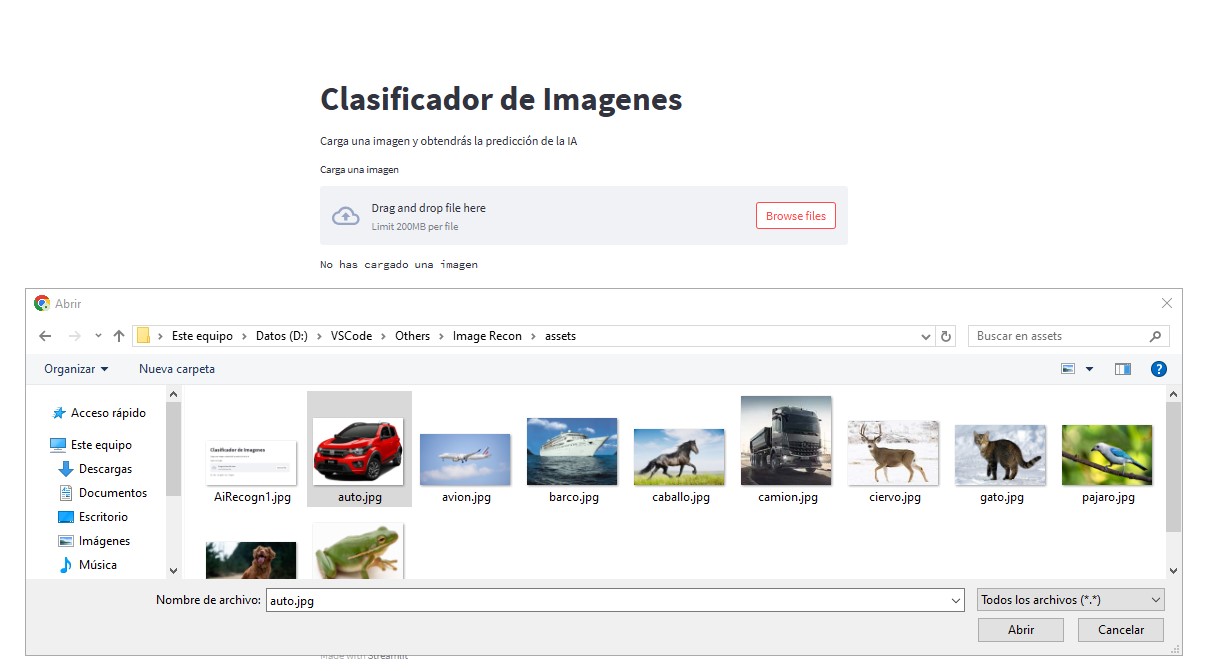 Clasificador de Imagenes
Carga una imagen y obtendrás la predicción de la IA
Carga una imagen
Drag and drop file here
Limit 200MB per file
Browse files
No has cargado una imagen
Abrir
Este equipo > Datos (D:) > VSCode > Others > Image Recon > assets
Buscar en assets
Organizar
Nueva carpeta
Acceso rápido
Este equipo
Descargas
Documentos
Escritorio
Imágenes
Música
Clasificador de Imagenes
AiRecogn1.jpg
auto.jpg
avion.jpg
barco.jpg
caballo.jpg
camion.jpg
ciervo.jpg
gato.jpg
pajaro.jpg
Nombre de archivo:
auto.jpg
Todos los archivos (*.*)
Abrir
Cancelar
Made with Streamlit